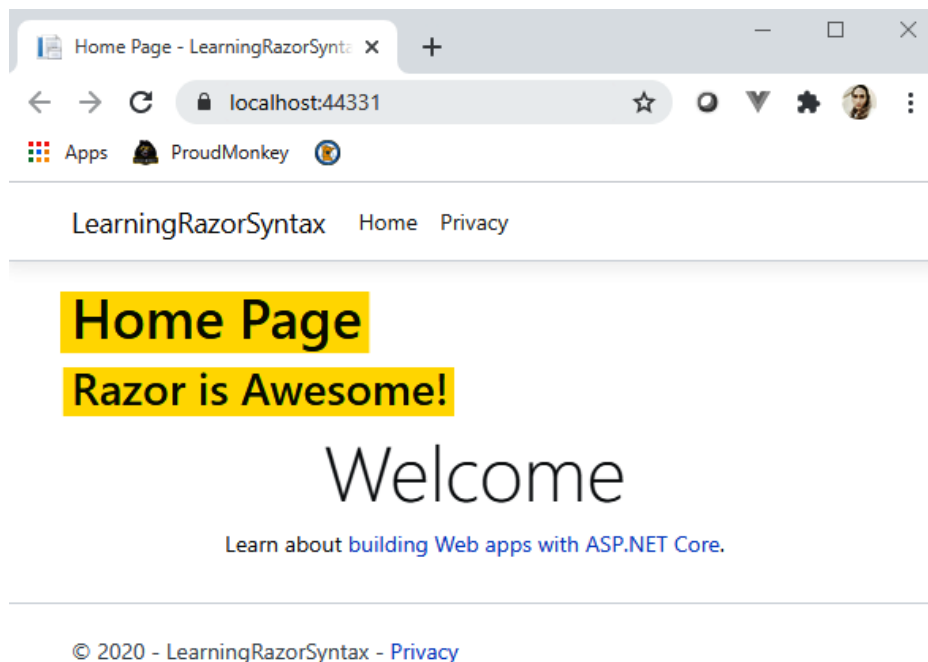 Home Page - LearningRazorSynta
localhost:44331
Apps ProudMonkey
LearningRazorSyntax Home Privacy
Home Page
Razor is Awesome!
Welcome
Learn about building Web apps with ASP.NET Core.
© 2020 - LearningRazorSyntax - Privacy